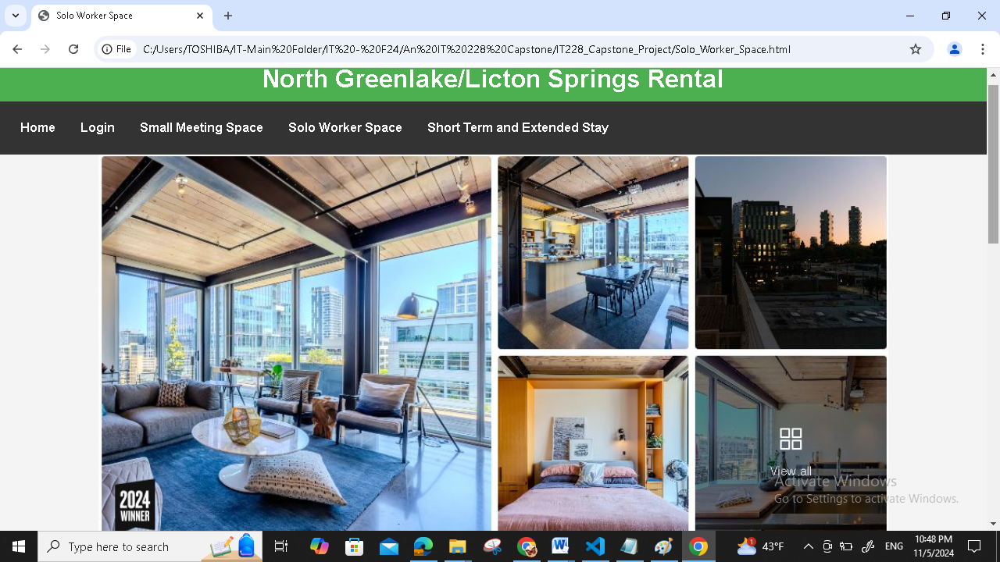 Solo Worker Space
File
C:/Users/TOSHIBA/IT-Main%20Folder/IT%20-%20F24/An%20IT%20228%20Capstone/IT228_Capstone_Project/Solo_Worker_Space.html
North Greenlake/Licton Springs Rental
Home Login Small Meeting Space Solo Worker Space Short Term and Extended Stay
2024
WINNER
View all
Activate Windows
Go to Settings to activate Windows.
Type here to search
1
43°F
ENG
10:48 PM
11/5/2024